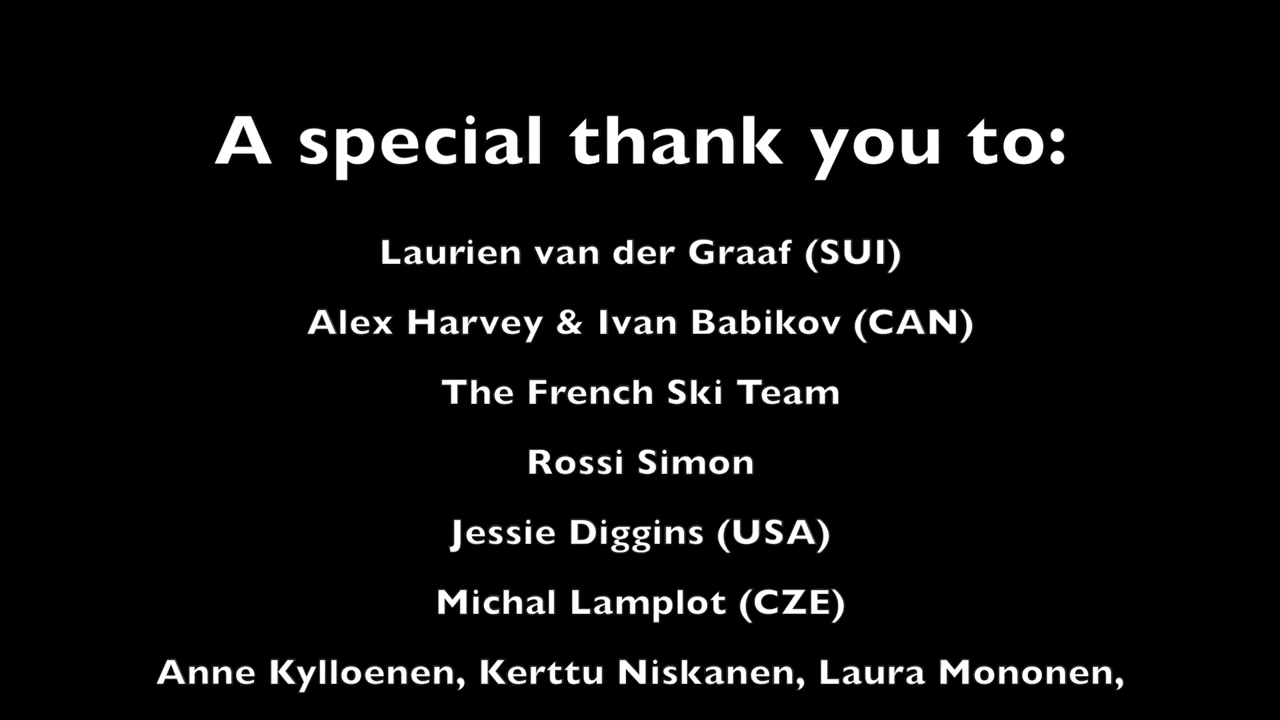 A special thank you to:
Laurien van der Graaf (SUI)
Alex Harvey & Ivan Babikov (CAN)
The French Ski Team
Rossi Simon
Jessie Diggins (USA)
Michal Lamplot (CZE)
Anne Kylloenen, Kerttu Niskanen, Laura Mononen,